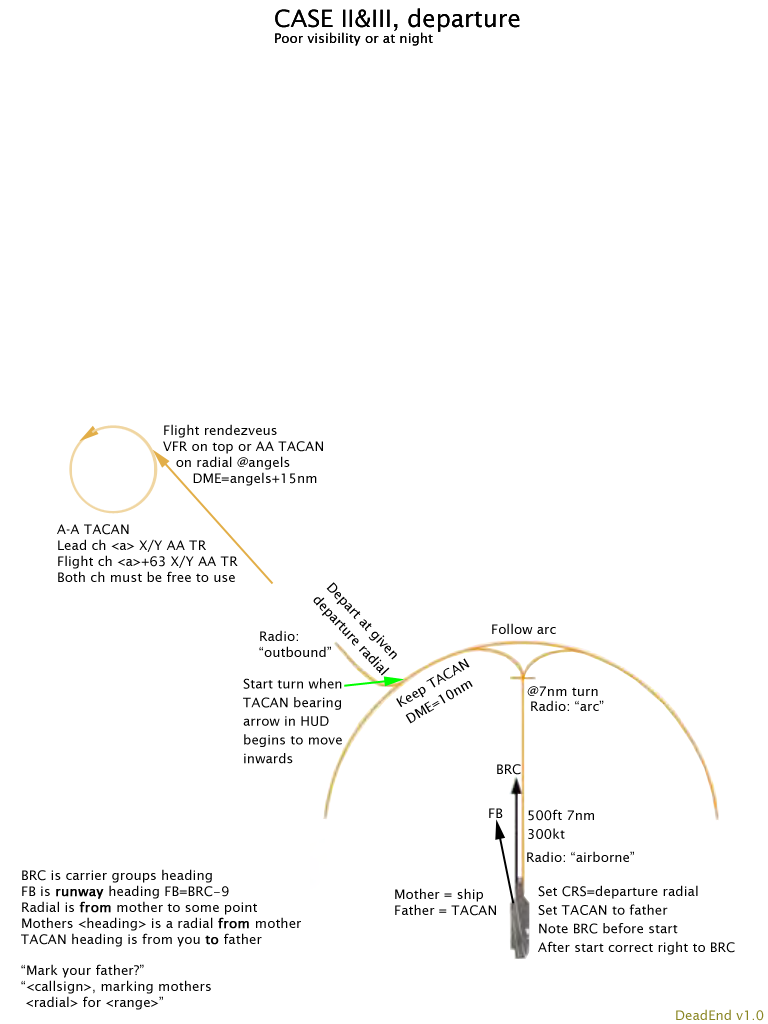 CASE II&III, departure
Poor visibility or at night
Flight rendezveus
VFR on top or AA TACAN
on radial @angels
DME=angels+15nm
A-A TACAN
Lead ch <a> X/Y AA TR
Flight ch <a>+63 X/Y AA TR
Both ch must be free to use
Depart at given
departure radial
Radio:
“outbound”
Follow arc
Keep TACAN
DME=10nm
Start turn when
TACAN bearing
arrow in HUD
begins to move
inwards
@7nm turn
Radio: “arc”
BRC
FB
500ft 7nm
300kt
Radio: “airborne”
Mother = ship
Father = TACAN
Set CRS=departure radial
Set TACAN to father
Note BRC before start
After start correct right to BRC
BRC is carrier groups heading
FB is runway heading FB=BRC-9
Radial is from mother to some point
Mothers <heading> is a radial from mother
TACAN heading is from you to father
“Mark your father?”
“<callsign>, marking mothers
<radial> for <range>”
DeadEnd v1.0